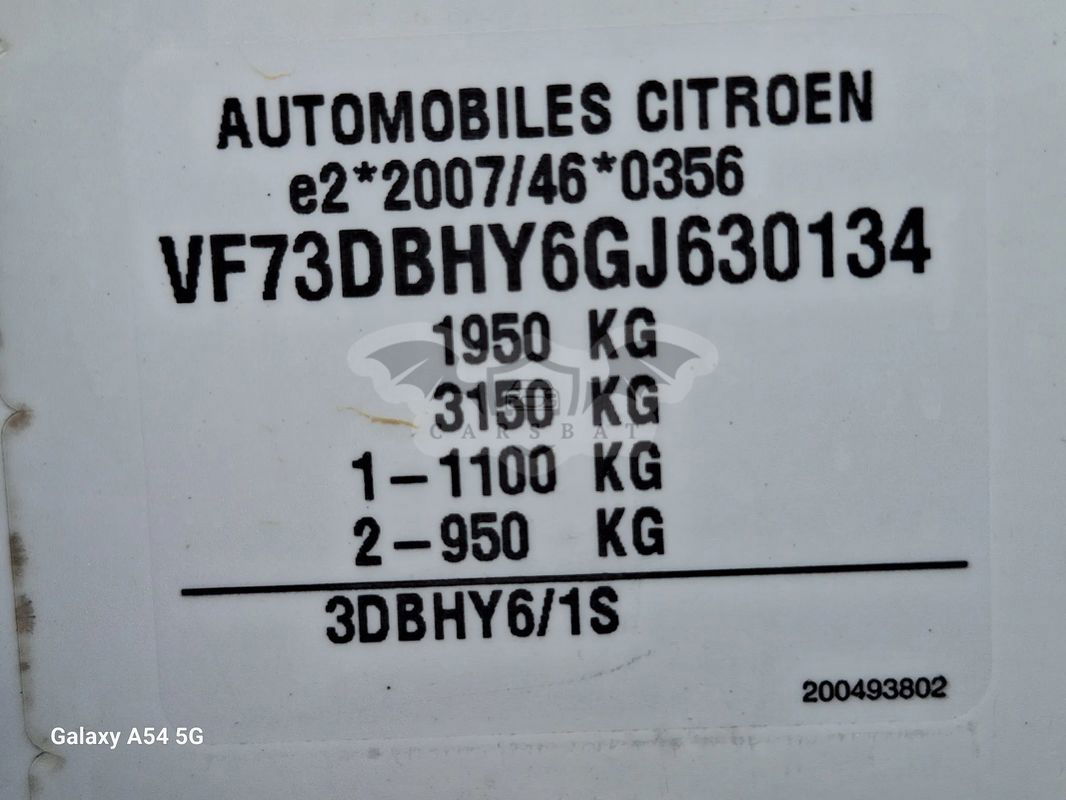 AUTOMOBILES CITROEN
e2*2007/46*0356
VF73DBHY6GJ630134
1950 KG
3150 KG
CARSBAT
1-1100 KG
2-950 KG
3DBHY6/1S
200493802
Galaxy A54 5G